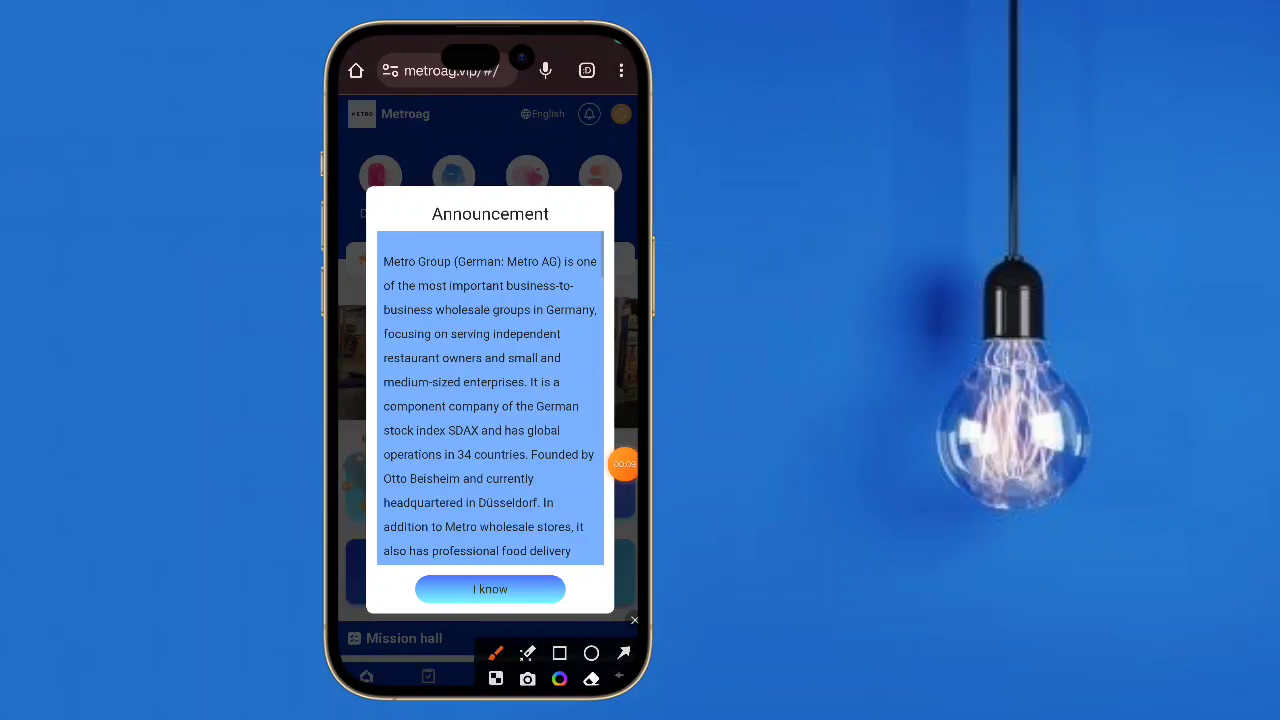 metroag.vip/#/
:D
METRO
Metroag
English
Announcement
Metro Group (German: Metro AG) is one
of the most important business-to-
business wholesale groups in Germany,
focusing on serving independent
restaurant owners and small and
medium-sized enterprises. It is a
component company of the German
stock index SDAX and has global
operations in 34 countries. Founded by
Otto Beisheim and currently
headquartered in Düsseldorf. In
addition to Metro wholesale stores, it
also has professional food delivery
00:09
I know
Mission hall